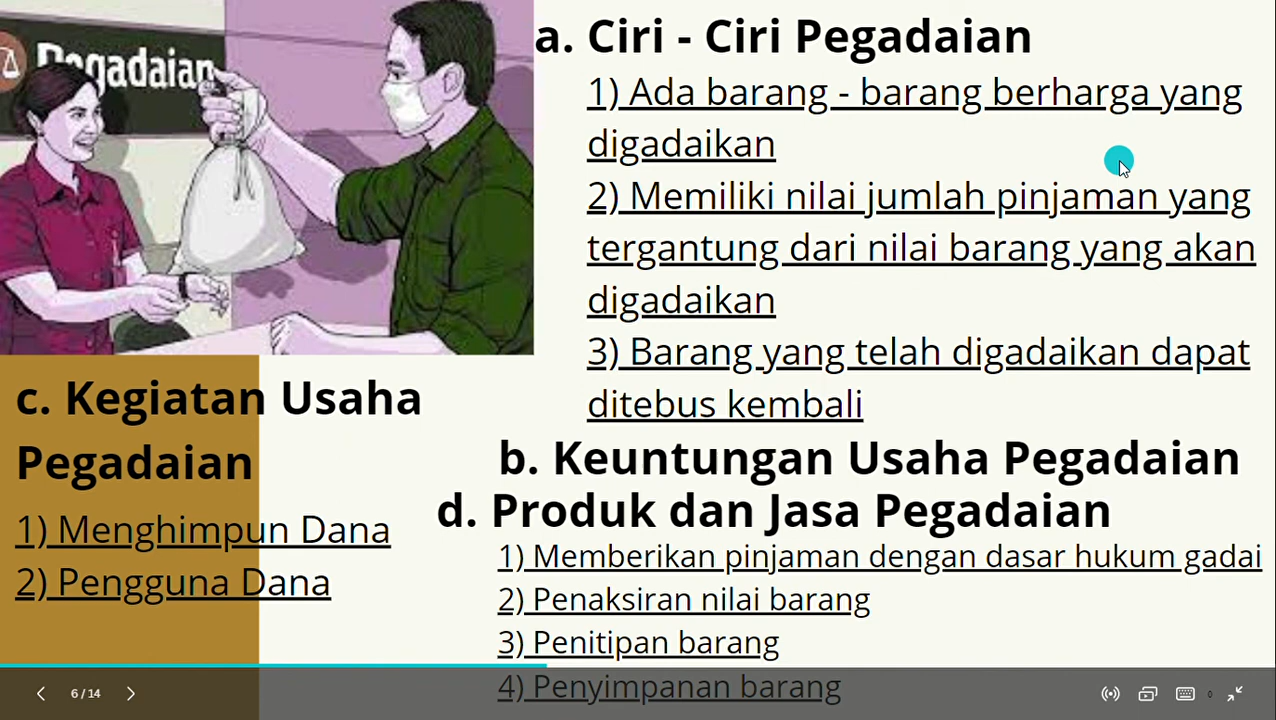 Pegadaian
a. Ciri - Ciri Pegadaian
1) Ada barang - barang berharga yang
digadaikan
2) Memiliki nilai jumlah pinjaman yang
tergantung dari nilai barang yang akan
digadaikan
3) Barang yang telah digadaikan dapat
ditebus kembali
b. Keuntungan Usaha Pegadaian
c. Kegiatan Usaha
Pegadaian
1) Menghimpun Dana
2) Pengguna Dana
d. Produk dan Jasa Pegadaian
1) Memberikan pinjaman dengan dasar hukum gadai
2) Penaksiran nilai barang
3) Penitipan barang
4) Penyimpanan barang
6 / 14
0